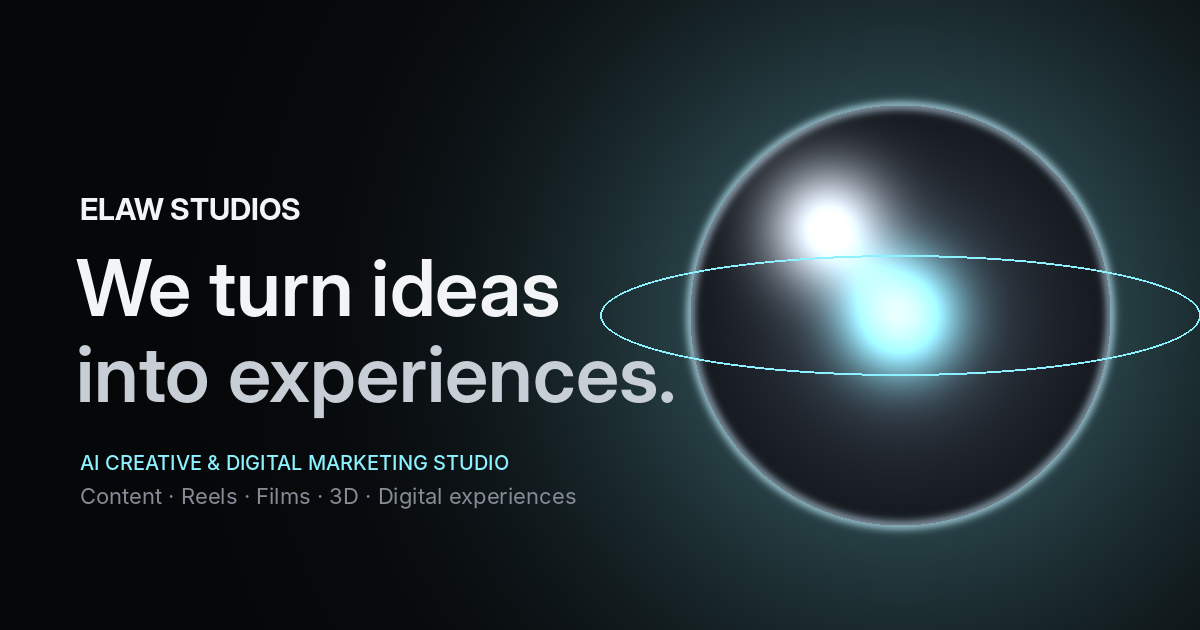 ELAW STUDIOS
We turn ideas
into experiences.
AI CREATIVE & DIGITAL MARKETING STUDIO
Content · Reels · Films · 3D · Digital experiences